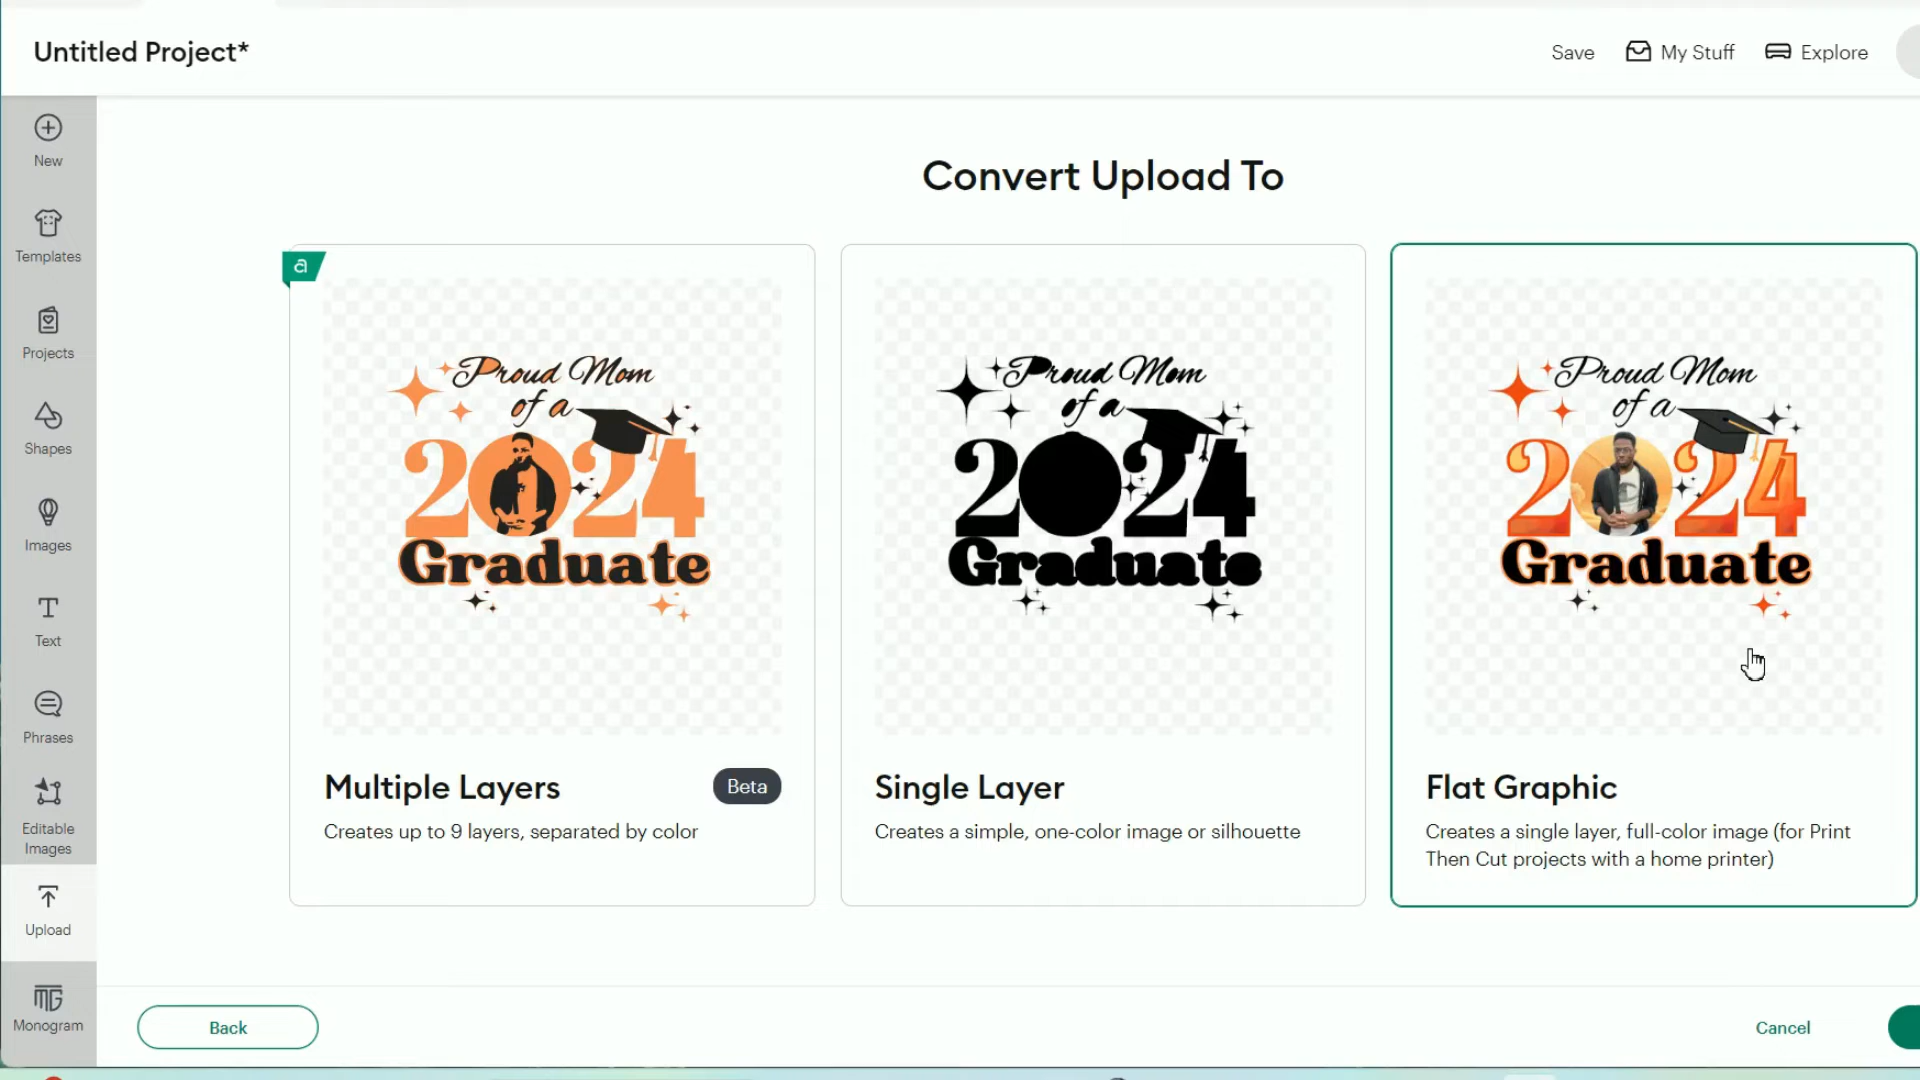 Untitled Project*
Save
My Stuff
Explore
New
Templates
Projects
Shapes
Images
Text
Phrases
Editable
Images
Upload
Monogram
Convert Upload To
a
Proud Mom
of a
2024
Graduate
Multiple Layers
Beta
Creates up to 9 layers, separated by color
Proud Mom
of a
2024
Graduate
Single Layer
Creates a simple, one-color image or silhouette
Proud Mom
of a
2024
Graduate
Flat Graphic
Creates a single layer, full-color image (for Print
Then Cut projects with a home printer)
Back
Cancel